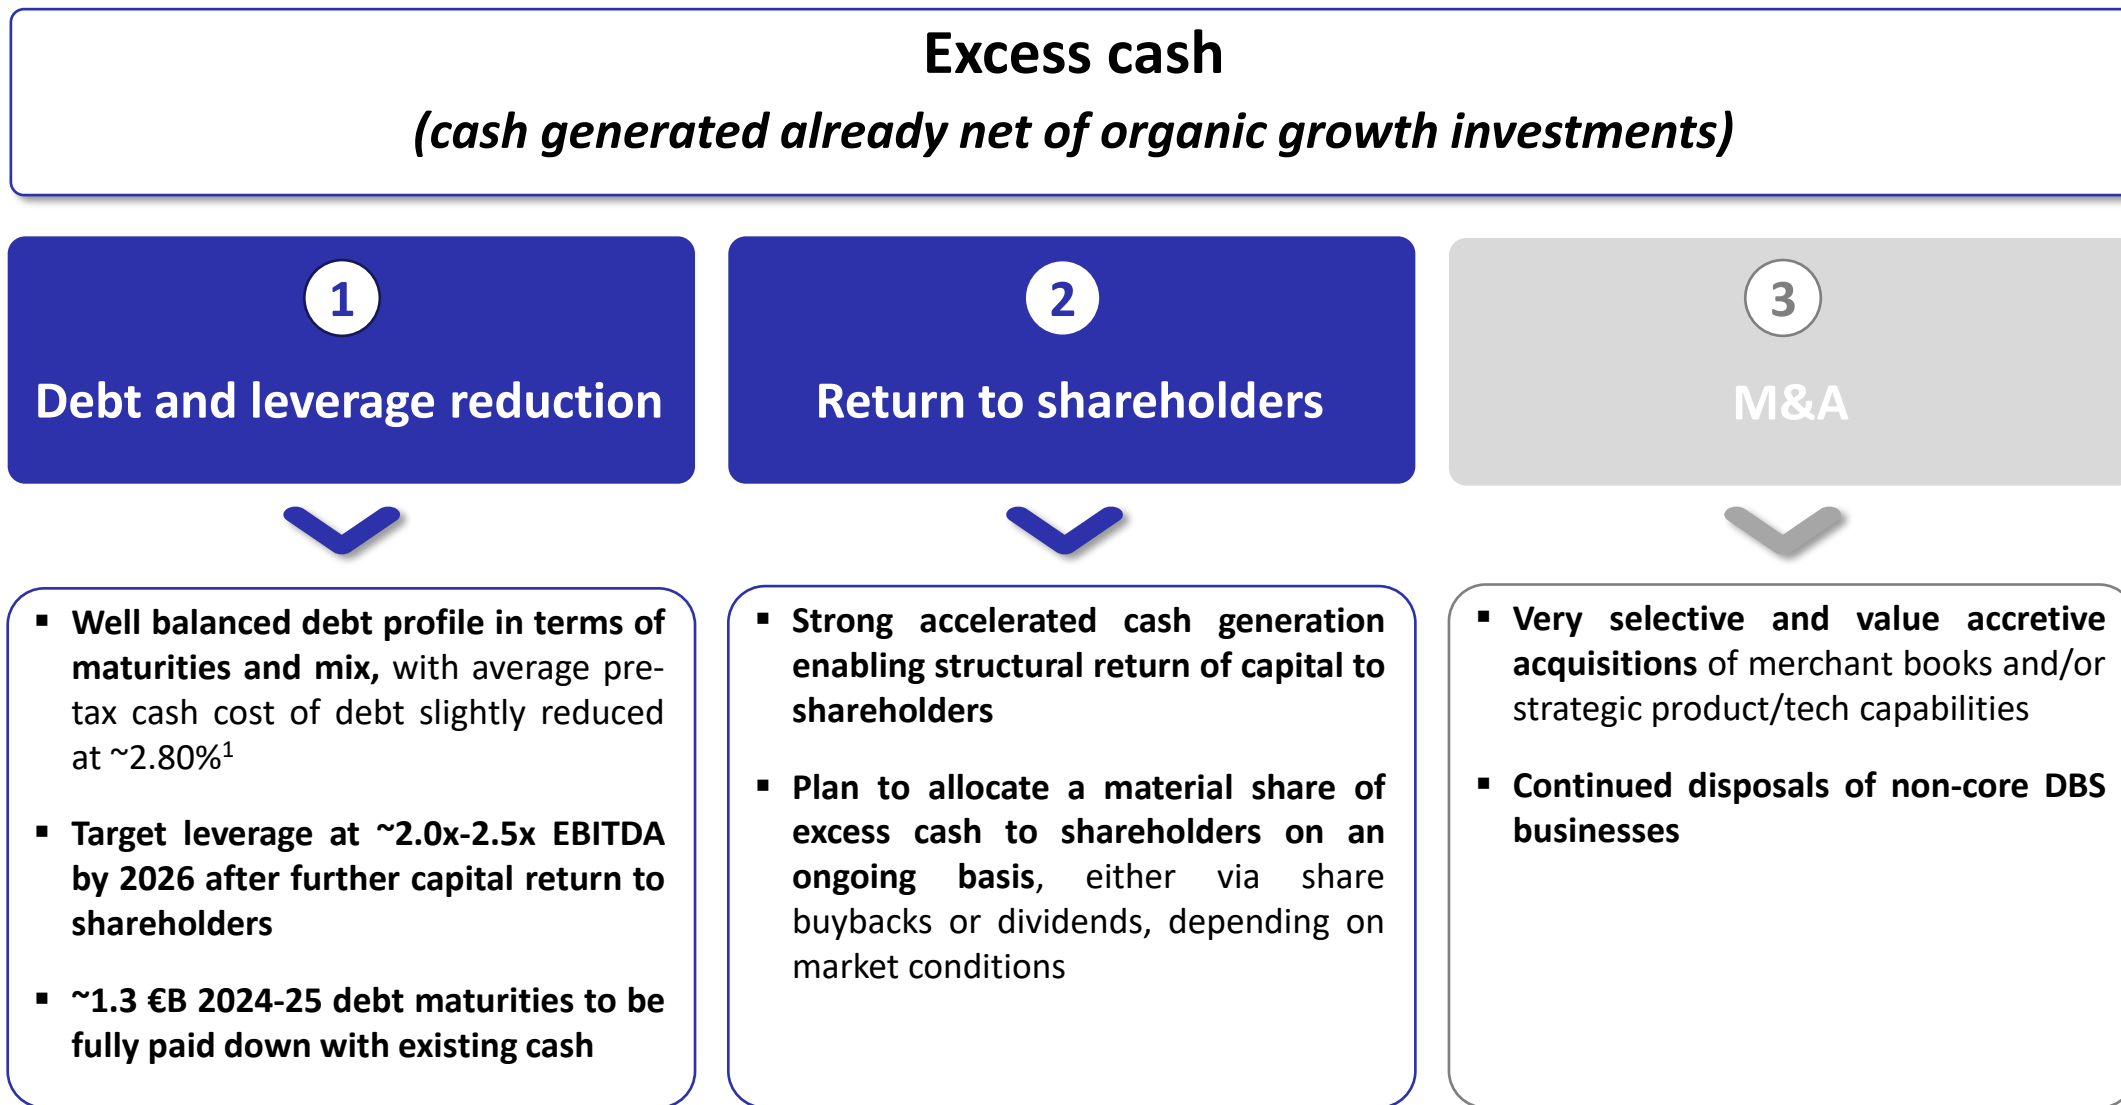 Excess cash
(cash generated already net of organic growth investments)
1
Debt and leverage reduction
▪ Well balanced debt profile in terms of
maturities and mix, with average pre-
tax cash cost of debt slightly reduced
at ~2.80%¹
▪ Target leverage at ~2.0x-2.5x EBITDA
by 2026 after further capital return to
shareholders
▪ ~1.3 €B 2024-25 debt maturities to be
fully paid down with existing cash
2
Return to shareholders
▪ Strong accelerated cash generation
enabling structural return of capital to
shareholders
▪ Plan to allocate a material share of
excess cash to shareholders on an
ongoing basis, either via share
buybacks or dividends, depending on
market conditions
3
M&A
▪ Very selective and value accretive
acquisitions of merchant books and/or
strategic product/tech capabilities
▪ Continued disposals of non-core DBS
businesses